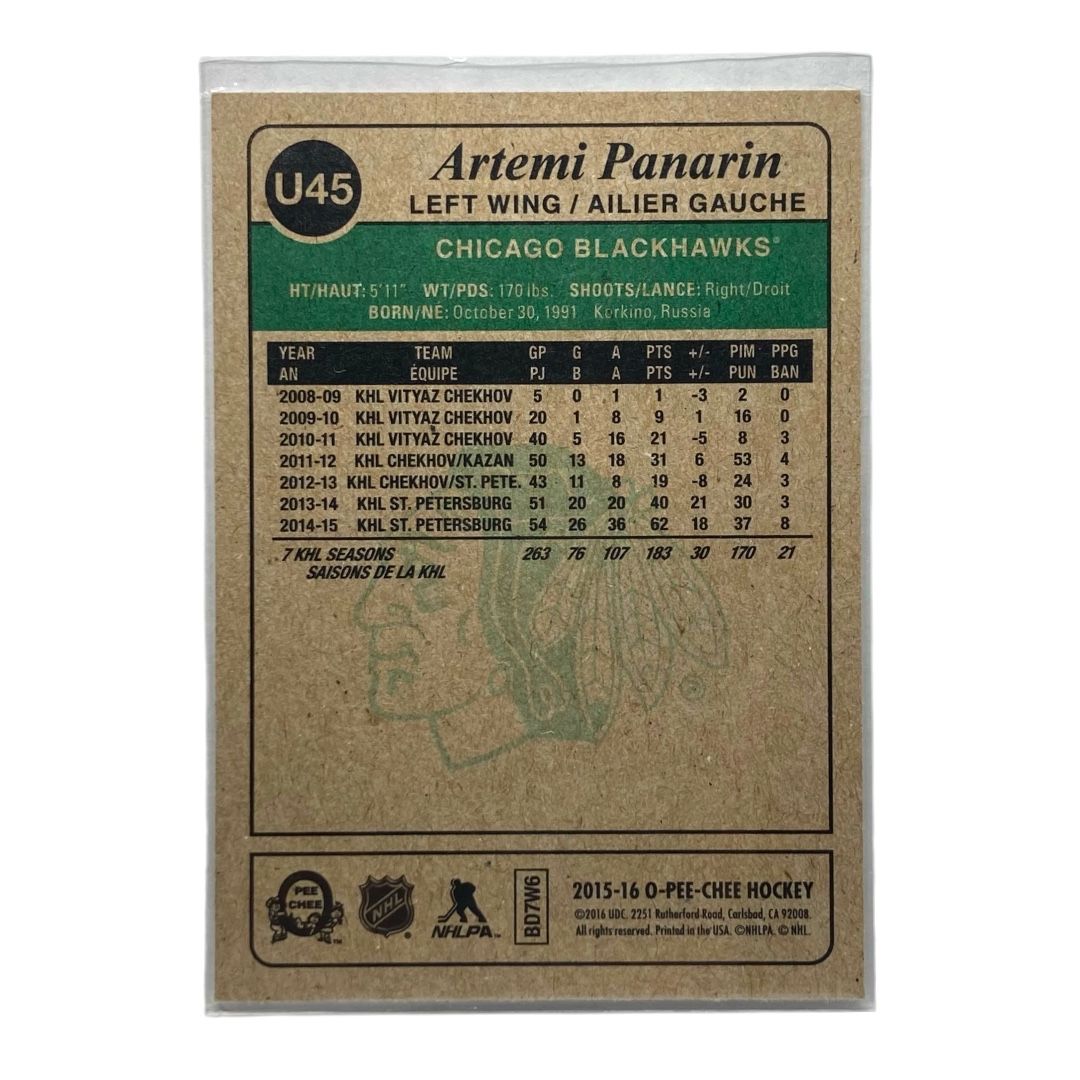 U45
Artemi Panarin
LEFT WING / AILIER GAUCHE
CHICAGO BLACKHAWKS®
HT/HAUT: 5'11" WT/PDS: 170 lbs. SHOOTS/LANCE: Right/Droit
BORN/NÉ: October 30, 1991 Korkino, Russia
YEAR TEAM GP G A PTS +/- PIM PPG
AN ÉQUIPE PJ B A PTS +/- PUN BAN
2008-09 KHL VITYAZ CHEKHOV 5 0 1 1 -3 2 0
2009-10 KHL VITYAZ CHEKHOV 20 1 8 9 1 16 0
2010-11 KHL VITYAZ CHEKHOV 40 5 16 21 -5 8 3
2011-12 KHL CHEKHOV/KAZAN 50 13 18 31 6 53 4
2012-13 KHL CHEKHOV/ST. PETE. 43 11 8 19 -8 24 3
2013-14 KHL ST. PETERSBURG 51 20 20 40 21 30 3
2014-15 KHL ST. PETERSBURG 54 26 36 62 18 37 8
7 KHL SEASONS 263 76 107 183 30 170 21
SAISONS DE LA KHL
®
PEE
CHEE
™
NHL
®
NHLPA™
BD7W6
2015-16 O-PEE-CHEE HOCKEY
©2016 UDC. 2251 Rutherford Road, Carlsbad, CA 92008.
All rights reserved. Printed in the USA. ©NHLPA. © NHL.